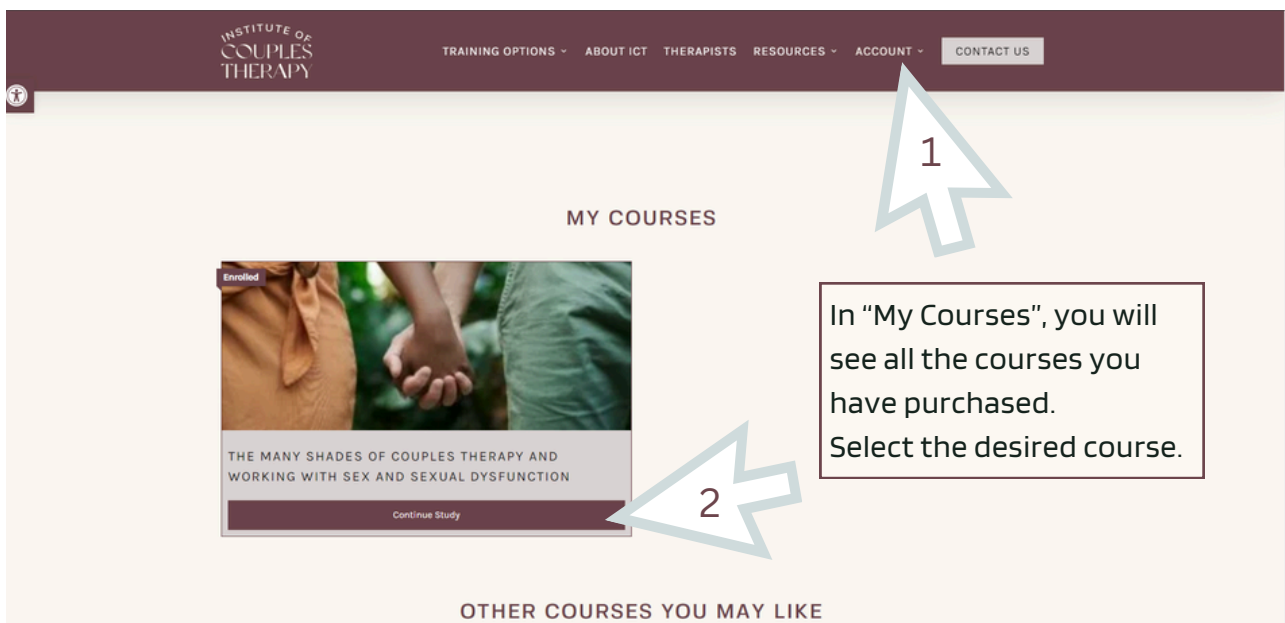 INSTITUTE OF
COUPLES
THERAPY
TRAINING OPTIONS ABOUT ICT THERAPISTS RESOURCES ACCOUNT CONTACT US
1
MY COURSES
Enrolled
In “My Courses”, you will
see all the courses you
have purchased.
Select the desired course.
THE MANY SHADES OF COUPLES THERAPY AND
WORKING WITH SEX AND SEXUAL DYSFUNCTION
Continue Study
2
OTHER COURSES YOU MAY LIKE